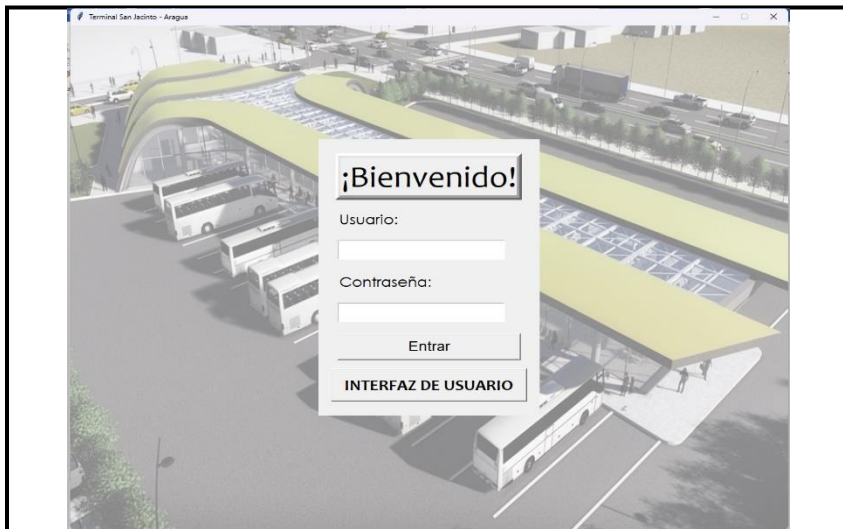 Terminal San Jacinto - Aragua
¡Bienvenido!
Usuario:
Contraseña:
Entrar
INTERFAZ DE USUARIO